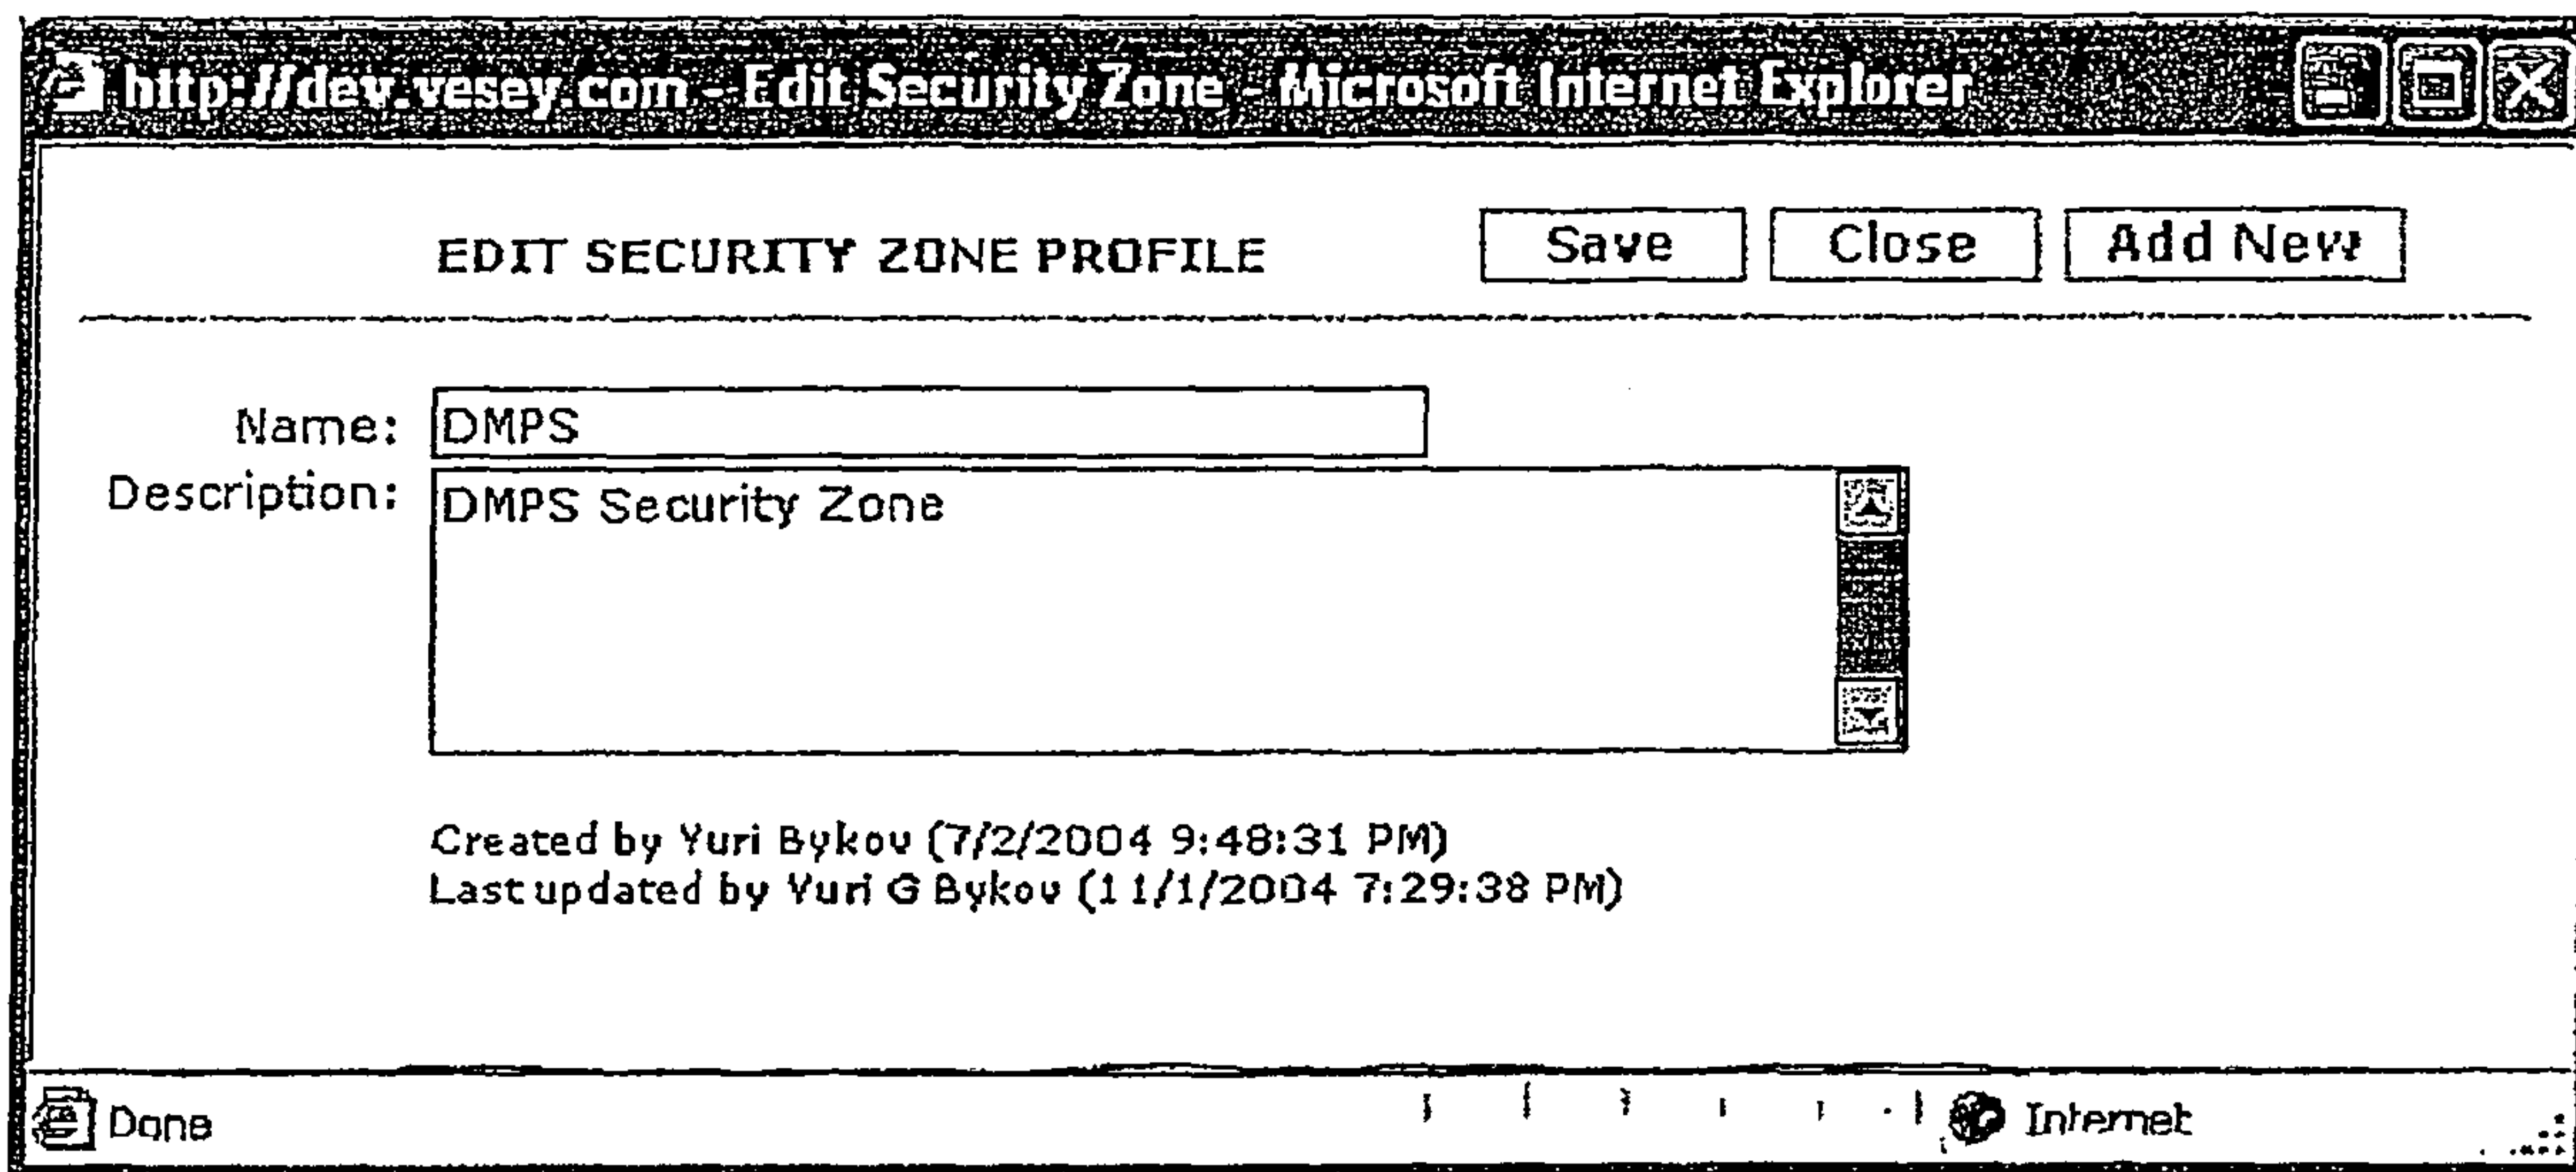 http://dev.vesey.com - Edit Security Zone - Microsoft Internet Explorer
EDIT SECURITY ZONE PROFILE Save Close Add New
Name: DMPS
Description: DMPS Security Zone
Created by Yuri Bykov (7/2/2004 9:48:31 PM)
Last updated by Yuri G Bykov (11/1/2004 7:29:38 PM)
Done Internet